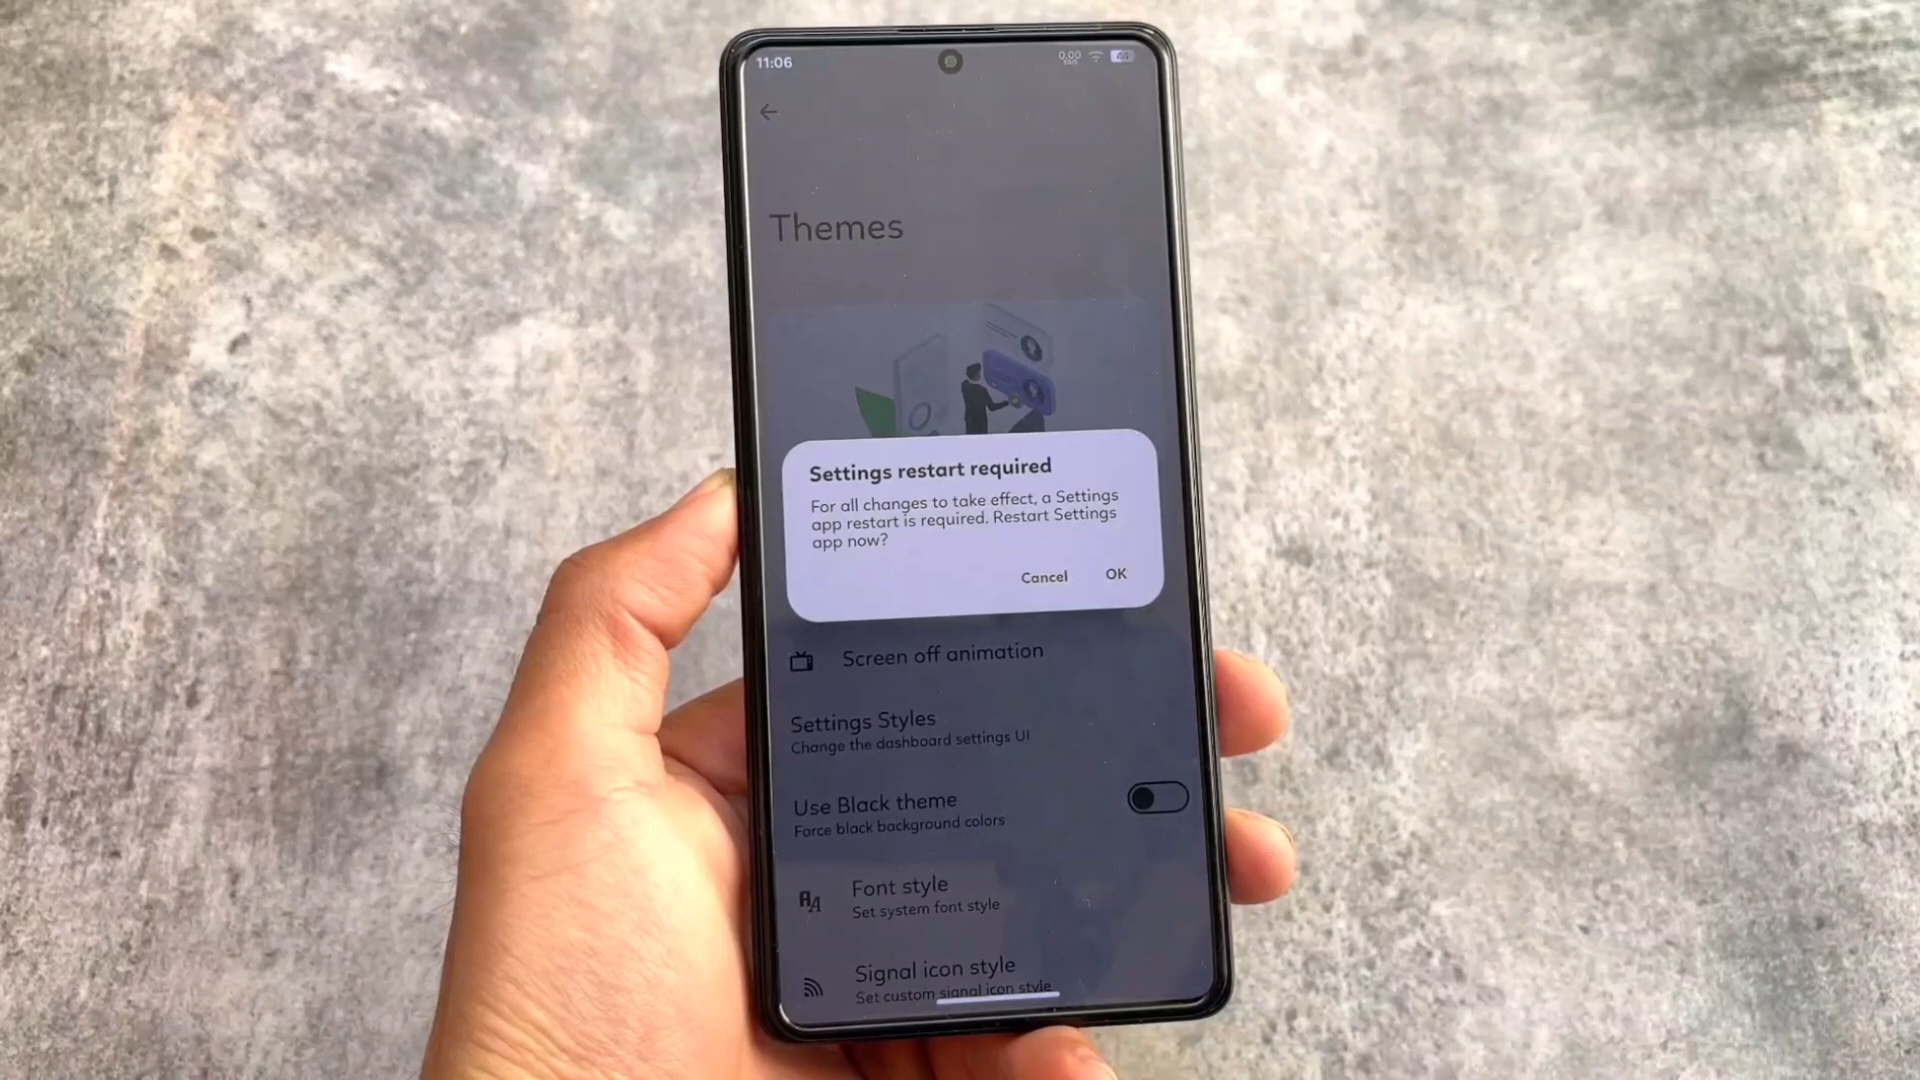 11:06
0.00
Themes
Settings restart required
For all changes to take effect, a Settings
app restart is required. Restart Settings
app now?
Cancel OK
Screen off animation
Settings Styles
Change the dashboard settings UI
Use Black theme
Force black background colors
Font style
Set system font style
Signal icon style
Set custom signal icon style